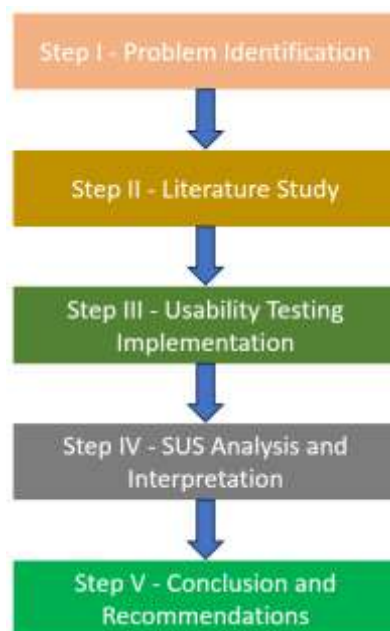 Step I - Problem Identification
Step II - Literature Study
Step III - Usability Testing
Implementation
Step IV - SUS Analysis and
Interpretation
Step V - Conclusion and
Recommendations